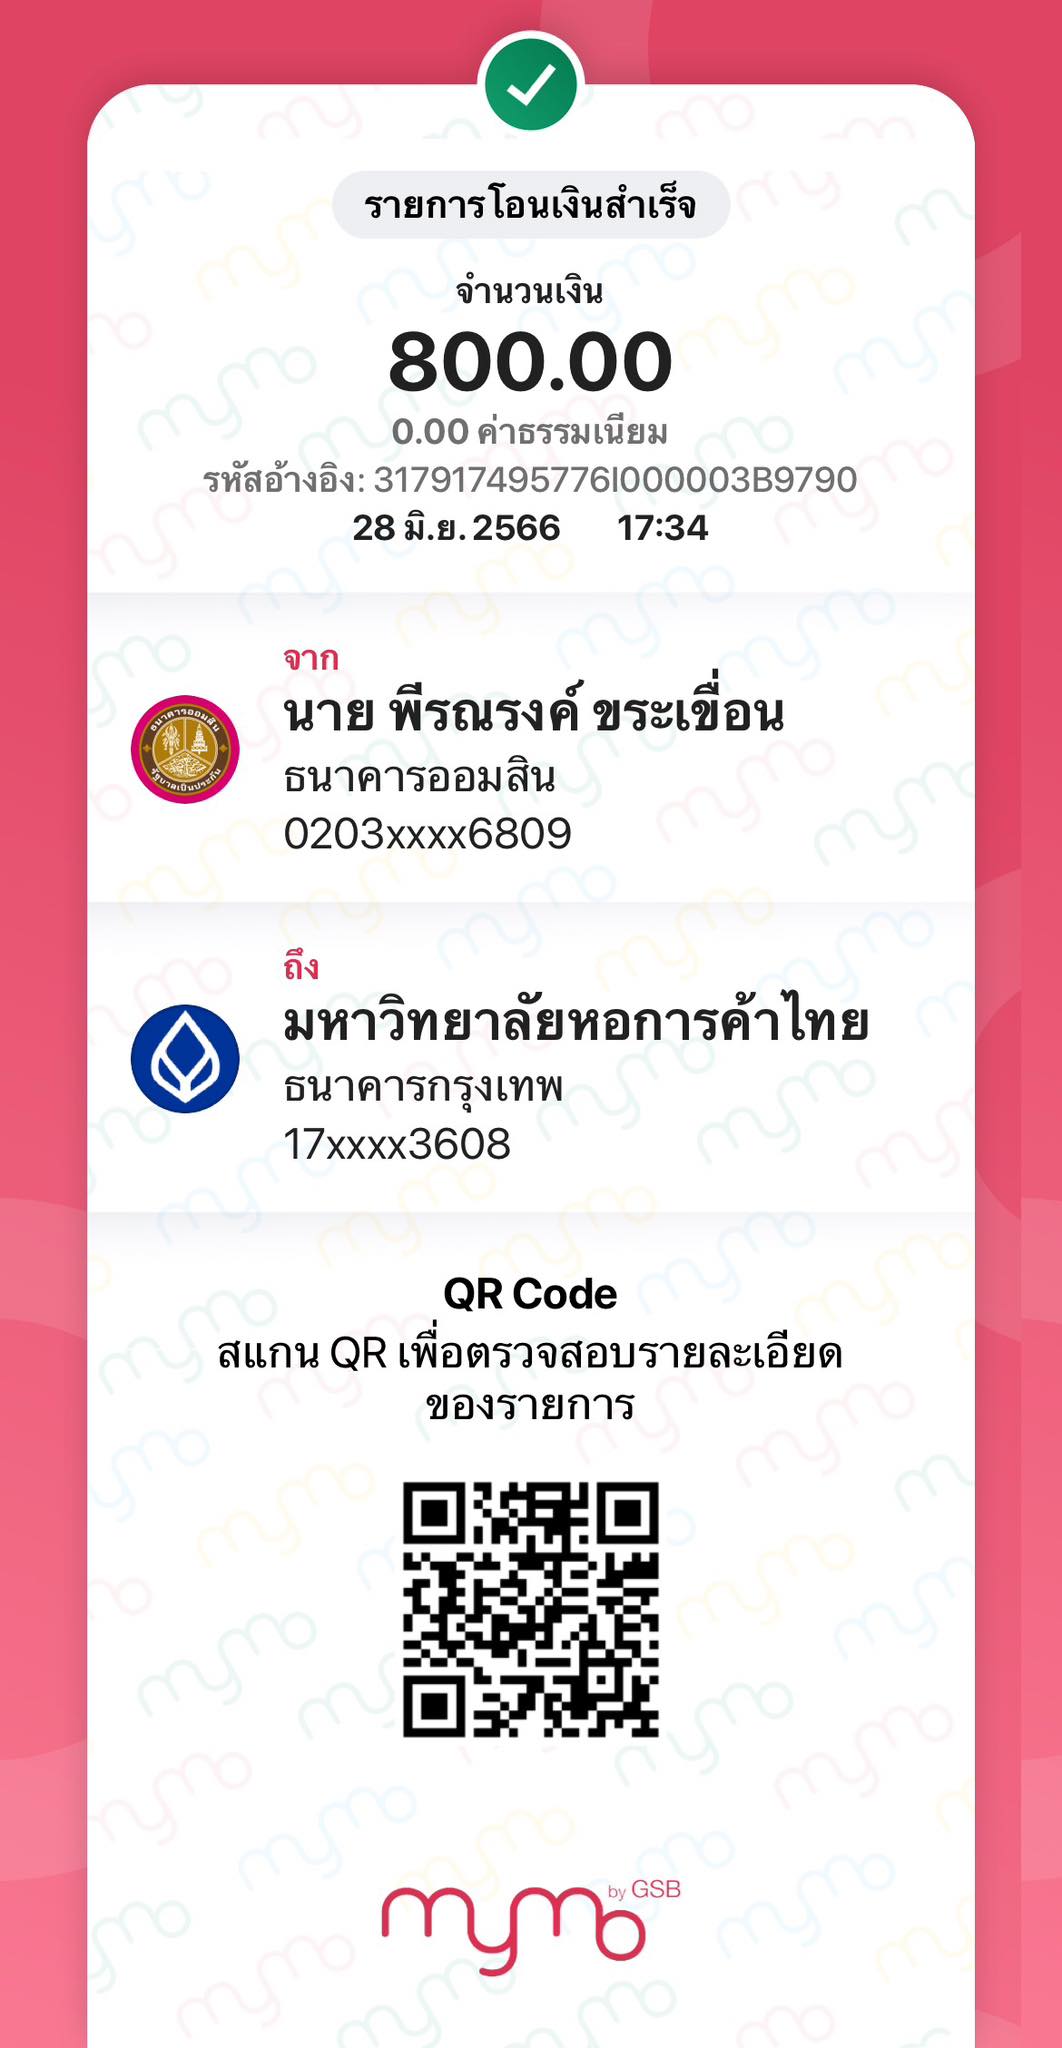 รายการโอนเงินสำเร็จ
จำนวนเงิน
800.00
0.00 ค่าธรรมเนียม
รหัสอ้างอิง: 317917495776I000003B9790
28 มิ.ย. 2566 17:34
จาก
นาย พีรณรงค์ ขระเขื่อน
ธนาคารออมสิน
0203xxxx6809
ถึง
มหาวิทยาลัยหอการค้าไทย
ธนาคารกรุงเทพ
17xxxx3608
QR Code
สแกน QR เพื่อตรวจสอบรายละเอียด
ของรายการ
mymo by GSB